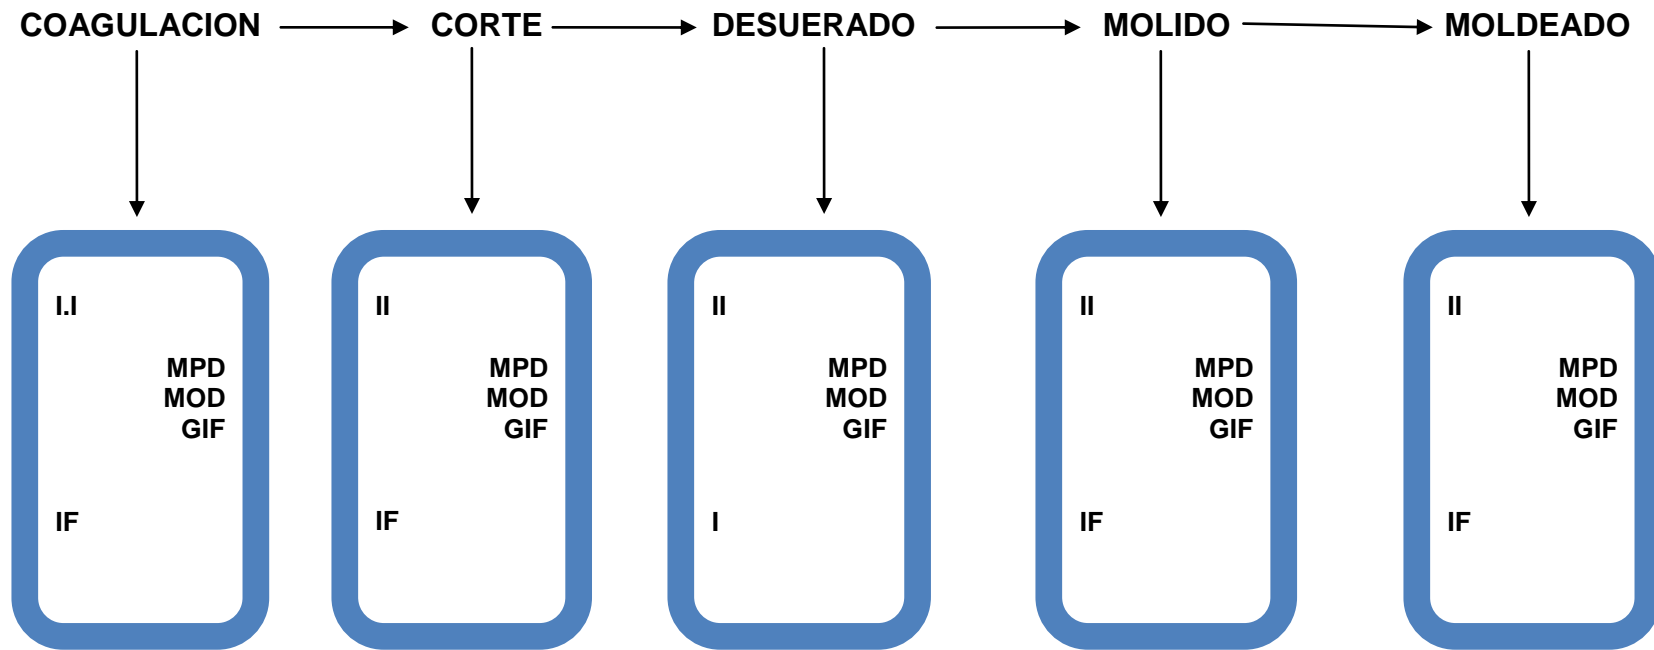 COAGULACION CORTE DESUERADO MOLIDO MOLDEADO
I.I
MPD
MOD
GIF
IF
II
MPD
MOD
GIF
IF
II
MPD
MOD
GIF
I
II
MPD
MOD
GIF
IF
II
MPD
MOD
GIF
IF